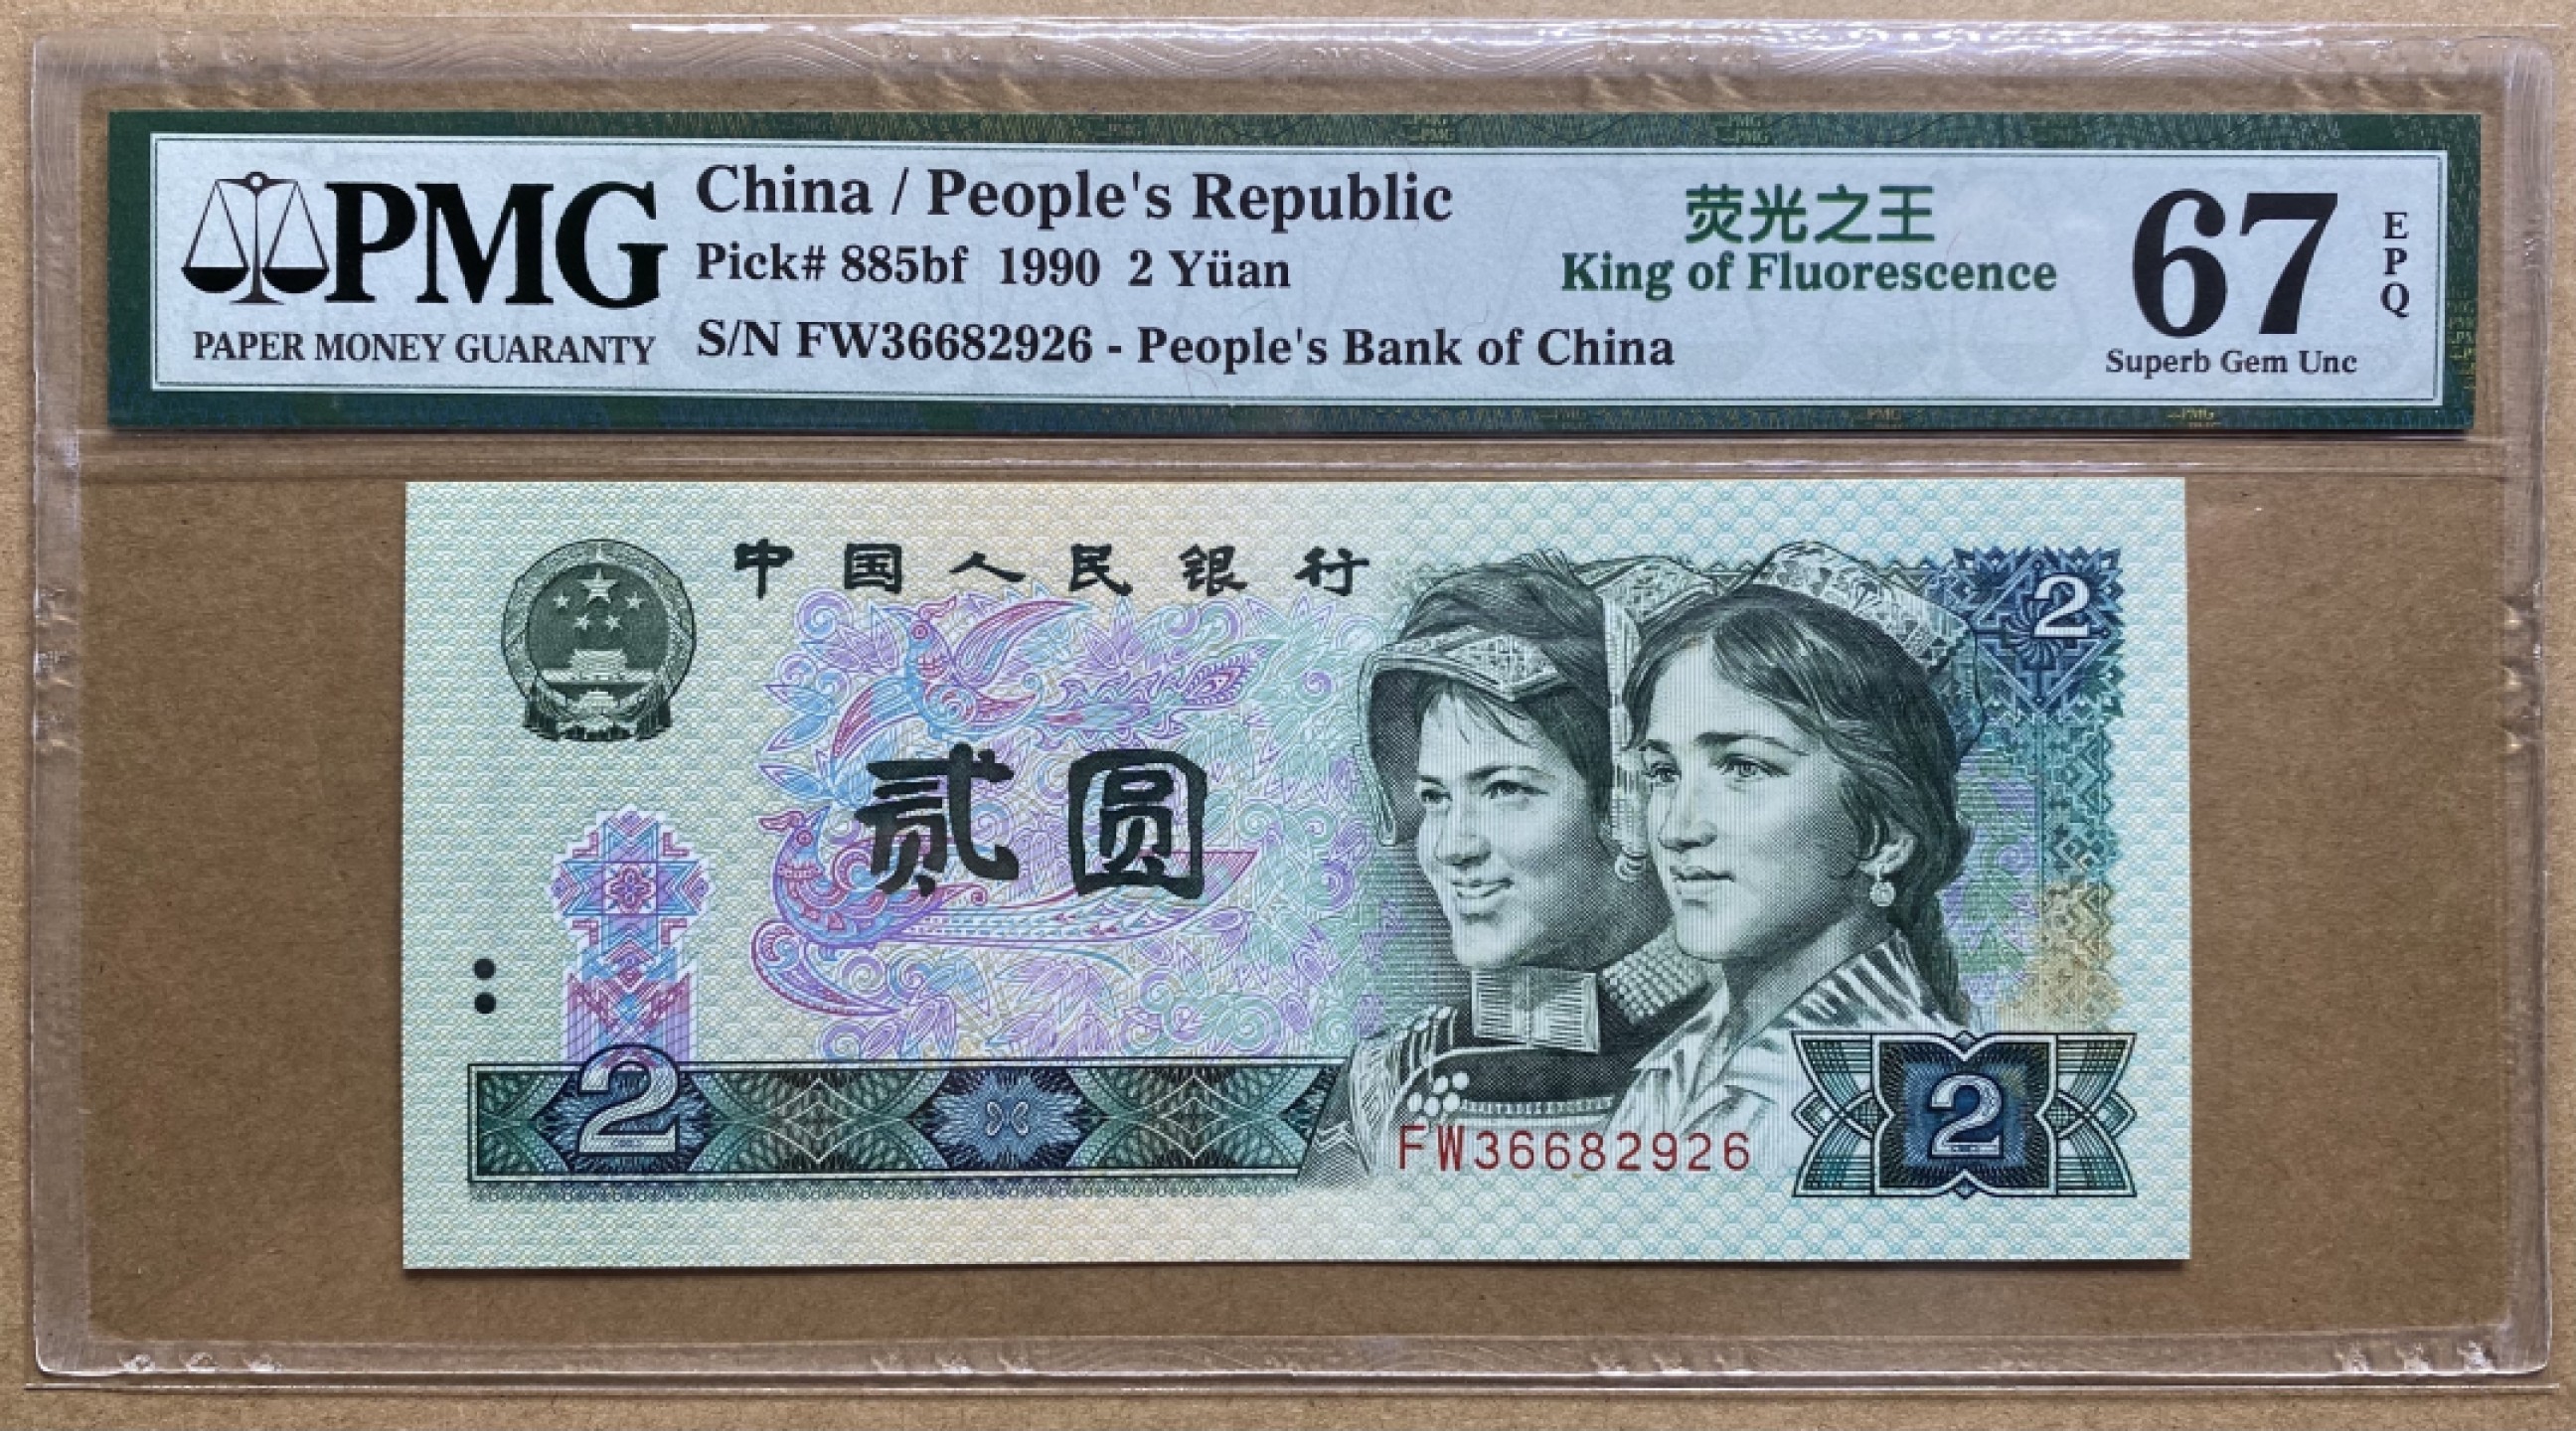 PMG
PAPER MONEY GUARANTY
China / People's Republic
Pick# 885bf 1990 2 Yüan
S/N FW36682926 - People's Bank of China
荧光之王
King of Fluorescence
67
EPQ
Superb Gem Unc
中国人民银行
2
贰圆
2
FW36682926
2